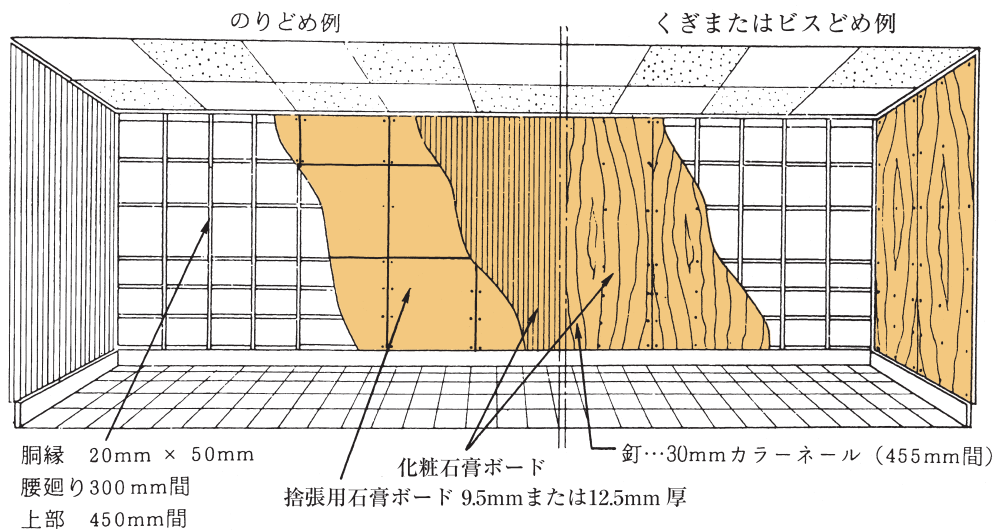 のりどめ例
くぎまたはビスどめ例
胴縁 20mm × 50mm
腰廻り300mm間
上部 450mm間
化粧石膏ボード
捨張用石膏ボード 9.5mmまたは12.5mm 厚
釘…30mmカラーネール（455mm間）